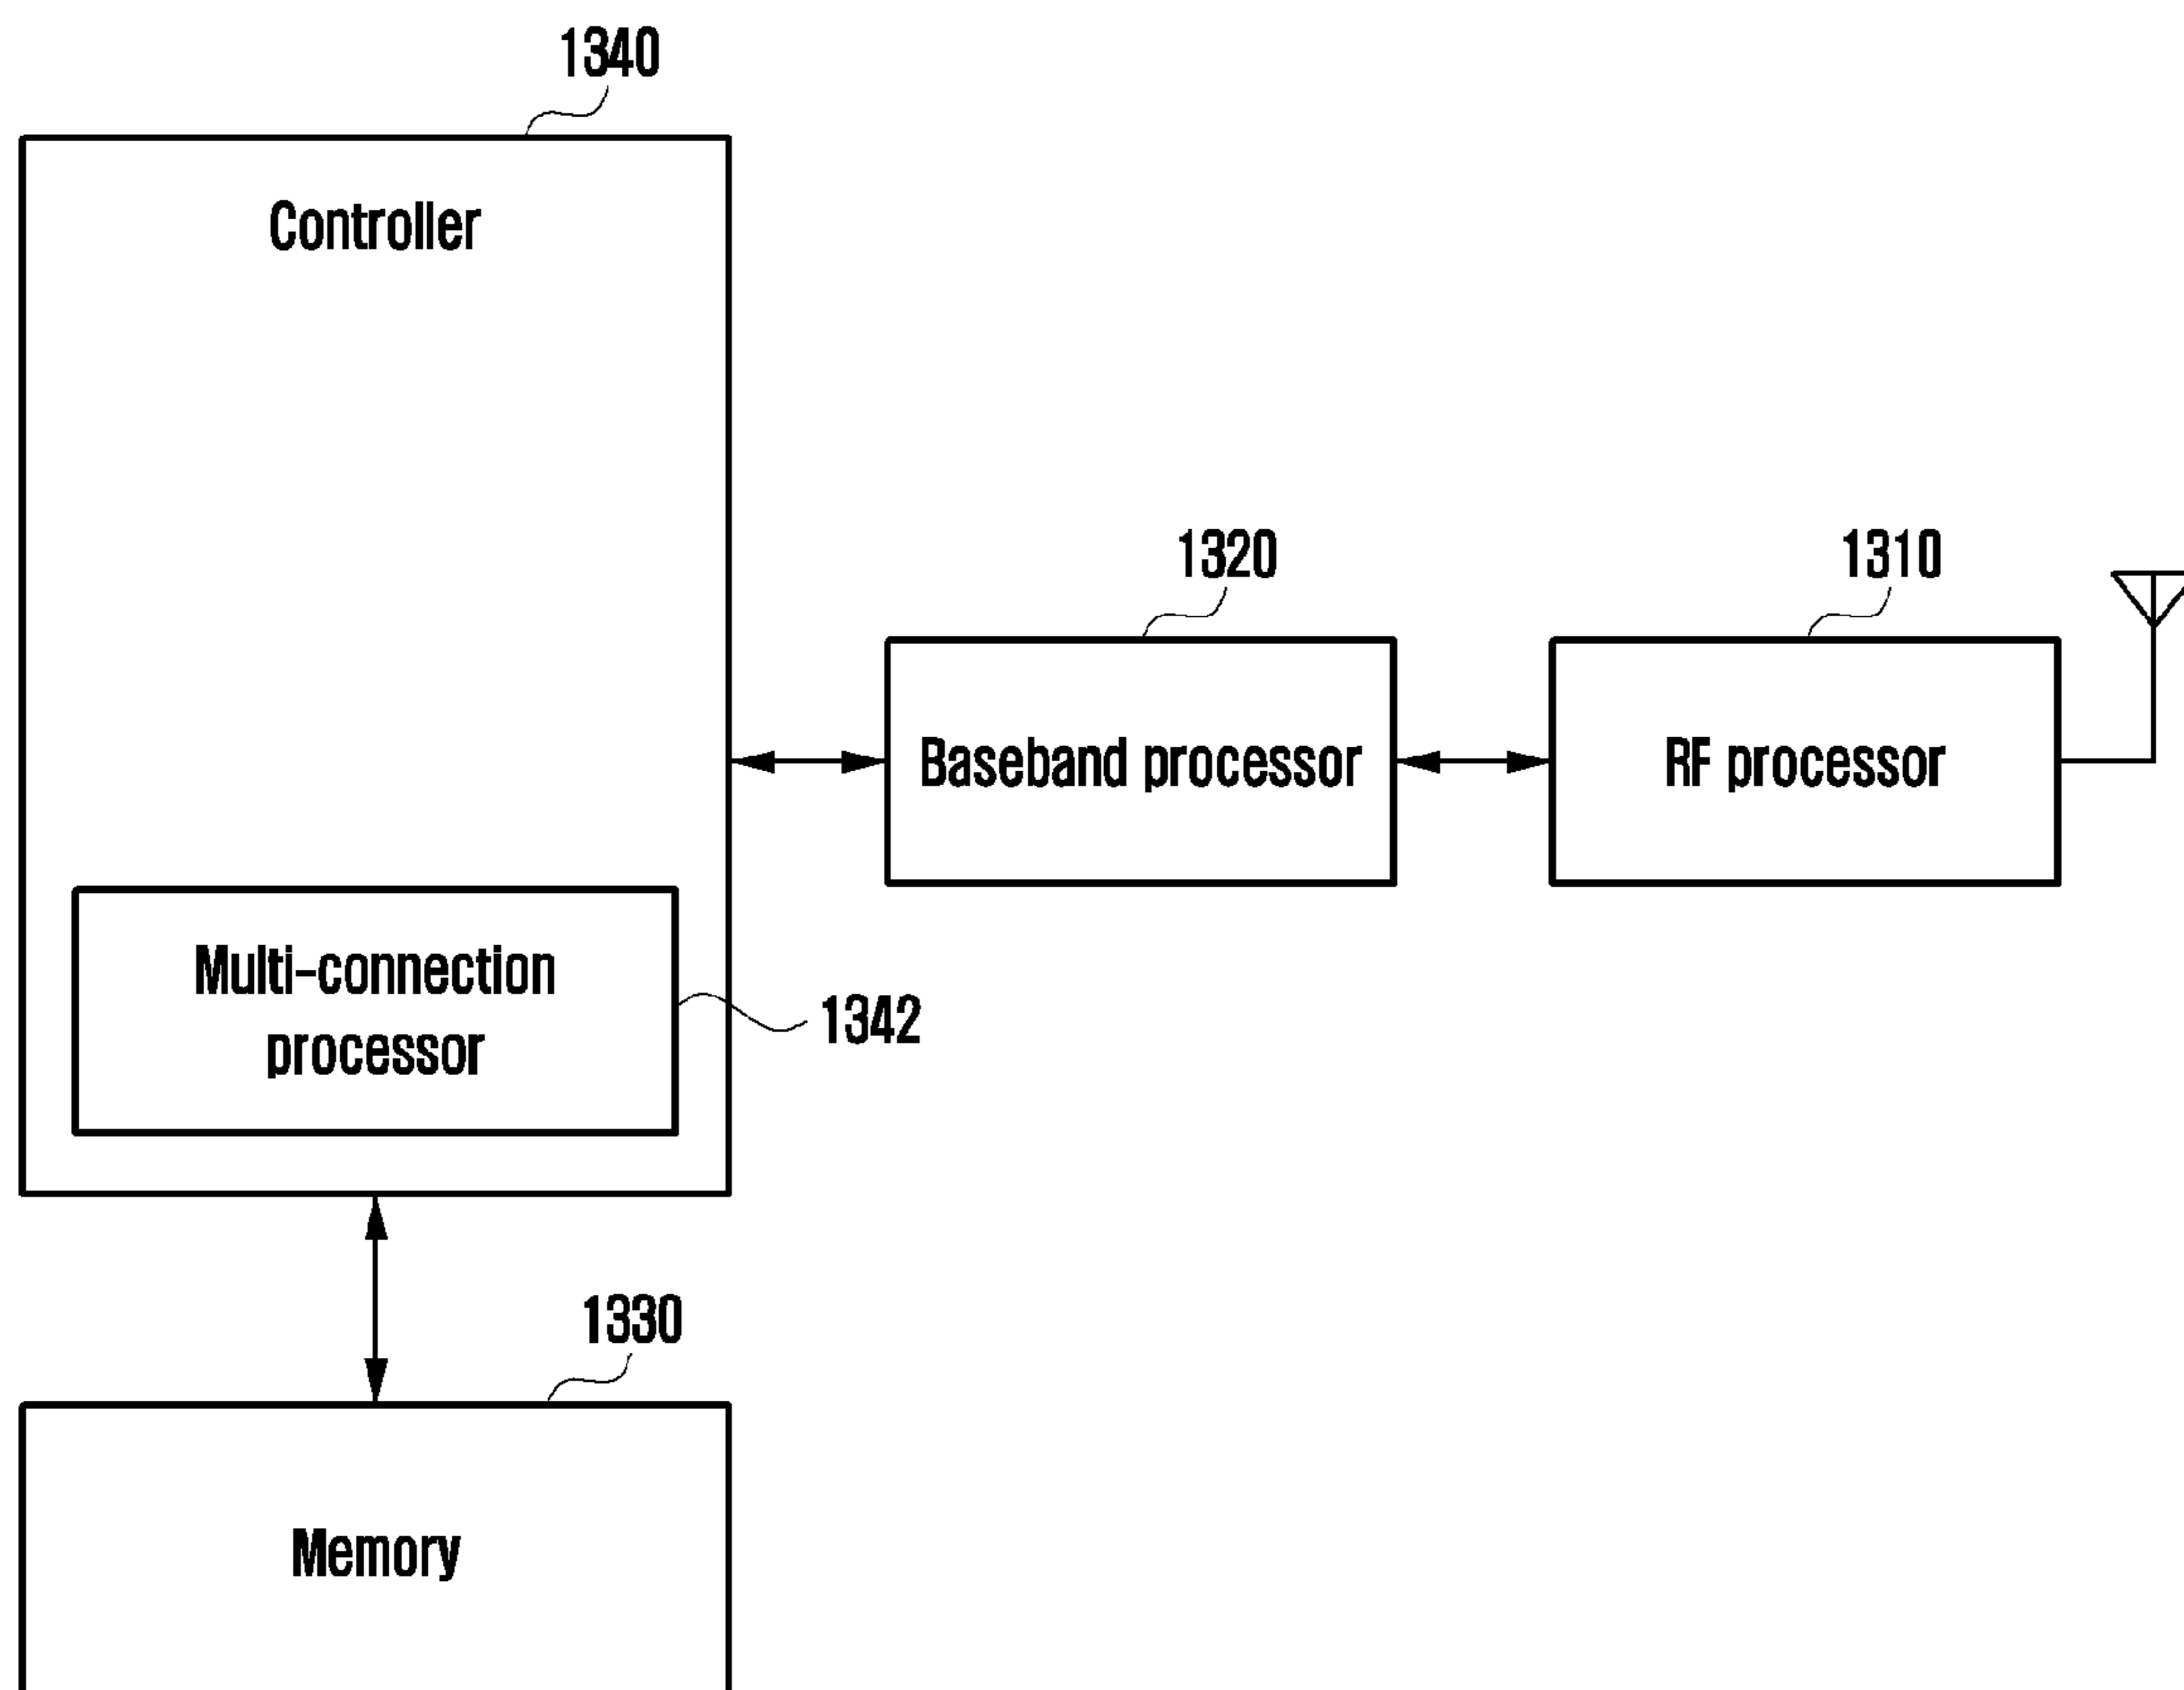 1340
Controller
1320
1310
Baseband processor
RF processor
Multi-connection
processor
1342
1330
Memory